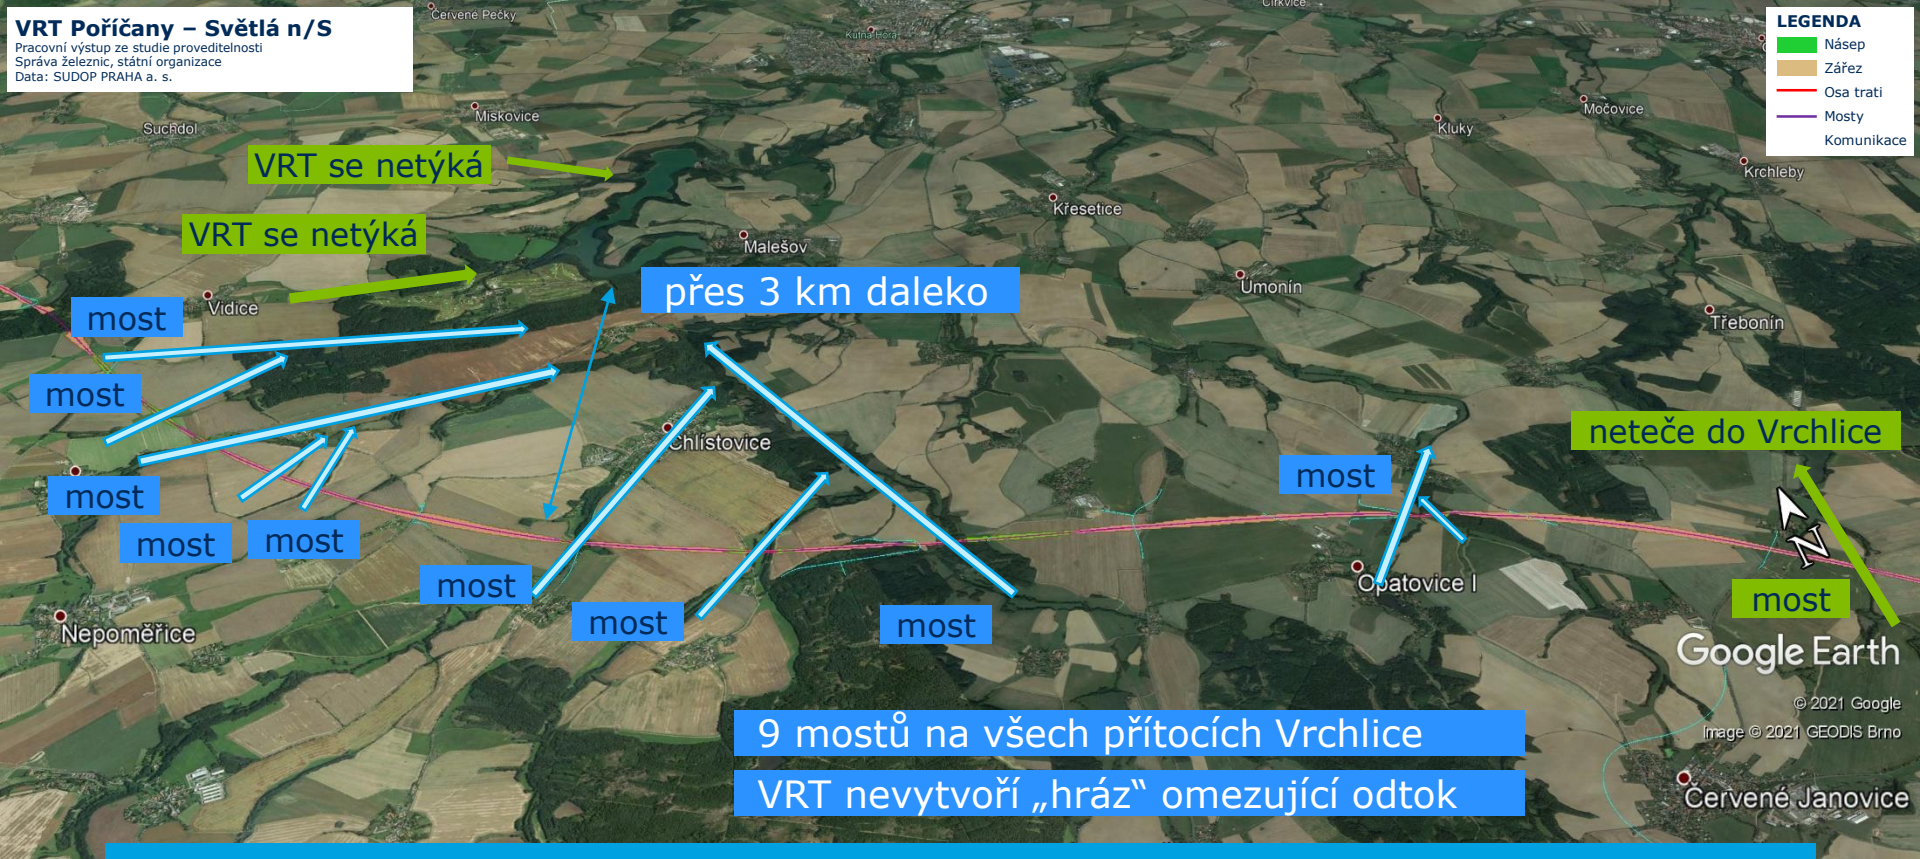 VRT Poříčany – Světlá n/S
Pracovní výstup ze studie proveditelnosti
Správa železnic, státní organizace
Data: SUDOP PRAHA a. s.
Červené Pečky
Církvice
Kutná Hora
LEGENDA
Násep
Zářez
Osa trati
Mosty
Komunikace
Miskovice
Suchdol
Močovice
Kluky
Krchleby
VRT se netýká
Křesetice
VRT se netýká
Malešov
přes 3 km daleko
Úmonín
Vidice
most
Třebonín
most
Chlístovice
neteče do Vrchlice
most
most
most
most
N
most
most
most
Opatovice I
most
Nepoměřice
Google Earth
© 2021 Google
Image © 2021 GEODIS Brno
9 mostů na všech přítocích Vrchlice
VRT nevytvoří „hráz“ omezující odtok
Červené Janovice